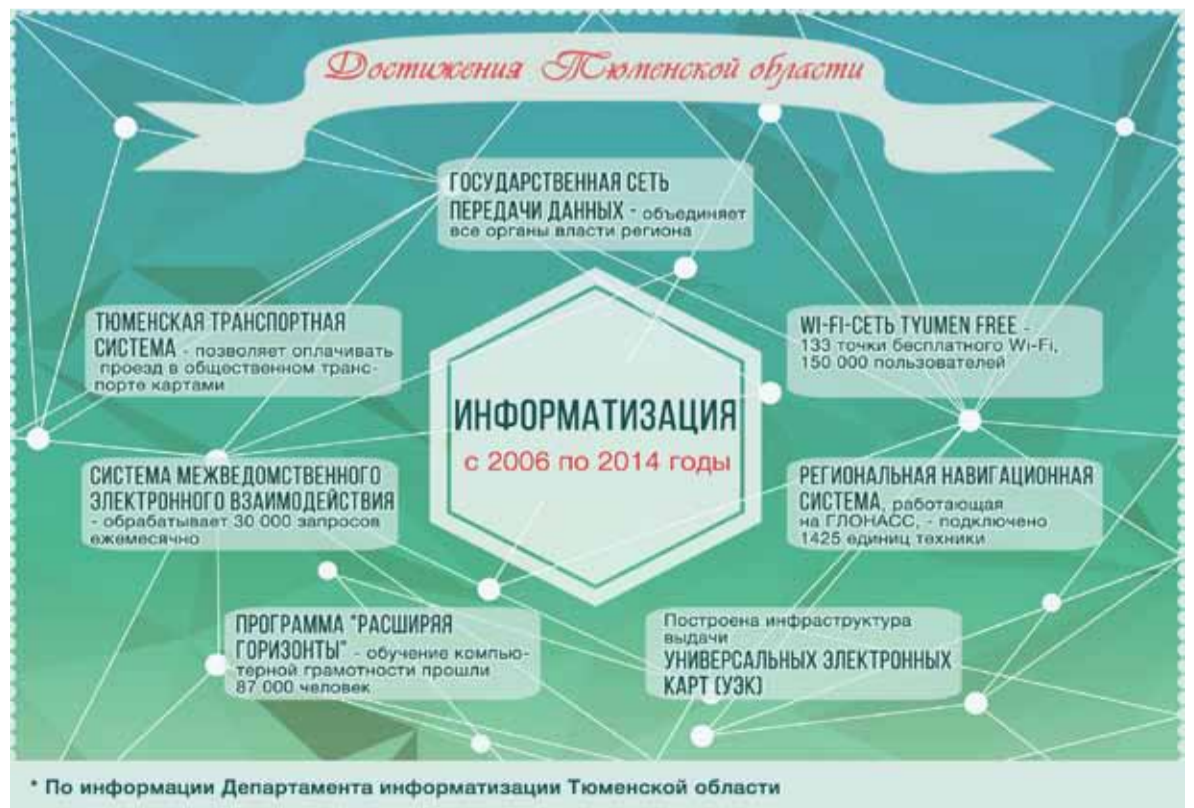 Достижения Тюменской области
ГОСУДАРСТВЕННАЯ СЕТЬ
ПЕРЕДАЧИ ДАННЫХ - объединяет
все органы власти региона
ТЮМЕНСКАЯ ТРАНСПОРТНАЯ
СИСТЕМА - позволяет оплачивать
проезд в общественном транс-
порте картами
WI-FI-СЕТЬ TYUMEN FREE -
133 точки бесплатного Wi-Fi,
150 000 пользователей
ИНФОРМАТИЗАЦИЯ
с 2006 по 2014 годы
СИСТЕМА МЕЖВЕДОМСТВЕННОГО
ЭЛЕКТРОННОГО ВЗАИМОДЕЙСТВИЯ
- обрабатывает 30 000 запросов
ежемесячно
РЕГИОНАЛЬНАЯ НАВИГАЦИОННАЯ
СИСТЕМА, работающая
на ГЛОНАСС, - подключено
1425 единиц техники
ПРОГРАММА "РАСШИРЯЯ
ГОРИЗОНТЫ" - обучение компью-
терной грамотности прошли
87 000 человек
Построена инфраструктура
выдачи
УНИВЕРСАЛЬНЫХ ЭЛЕКТРОННЫХ
КАРТ (УЭК)
* По информации Департамента информатизации Тюменской области